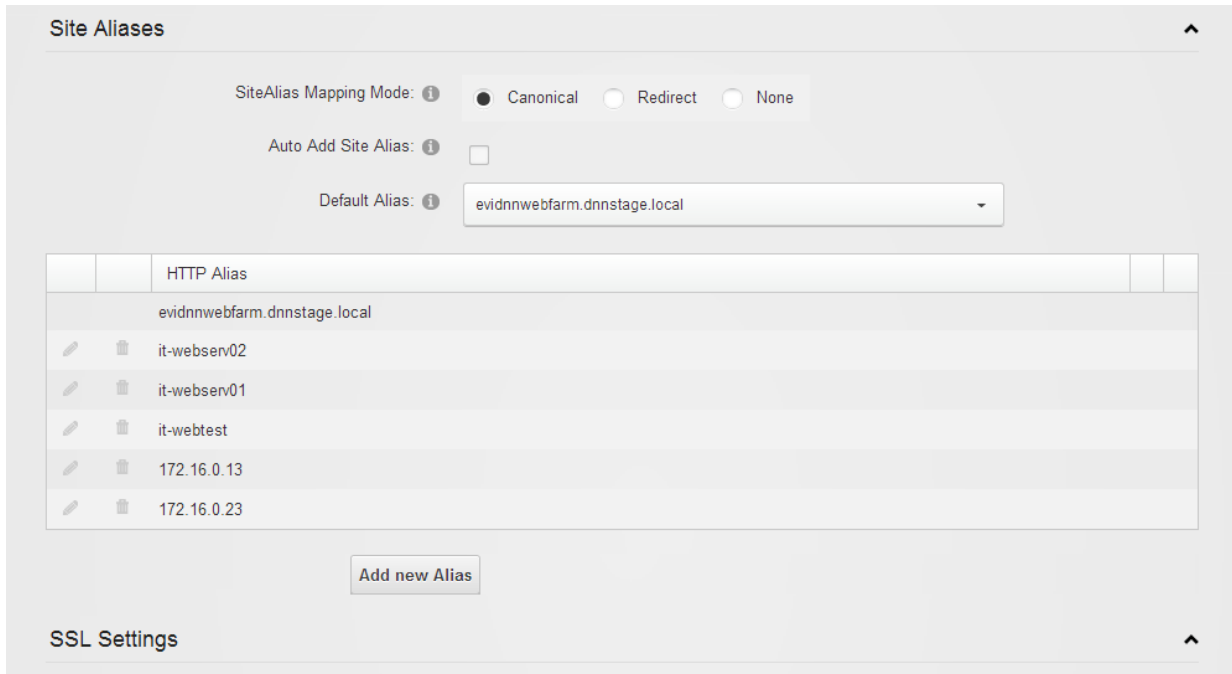 Site Aliases
SiteAlias Mapping Mode: Canonical Redirect None
Auto Add Site Alias:
Default Alias: evidnnwebfarm.dnnstage.local
HTTP Alias
evidnnwebfarm.dnnstage.local
it-webserv02
it-webserv01
it-webtest
172.16.0.13
172.16.0.23
Add new Alias
SSL Settings